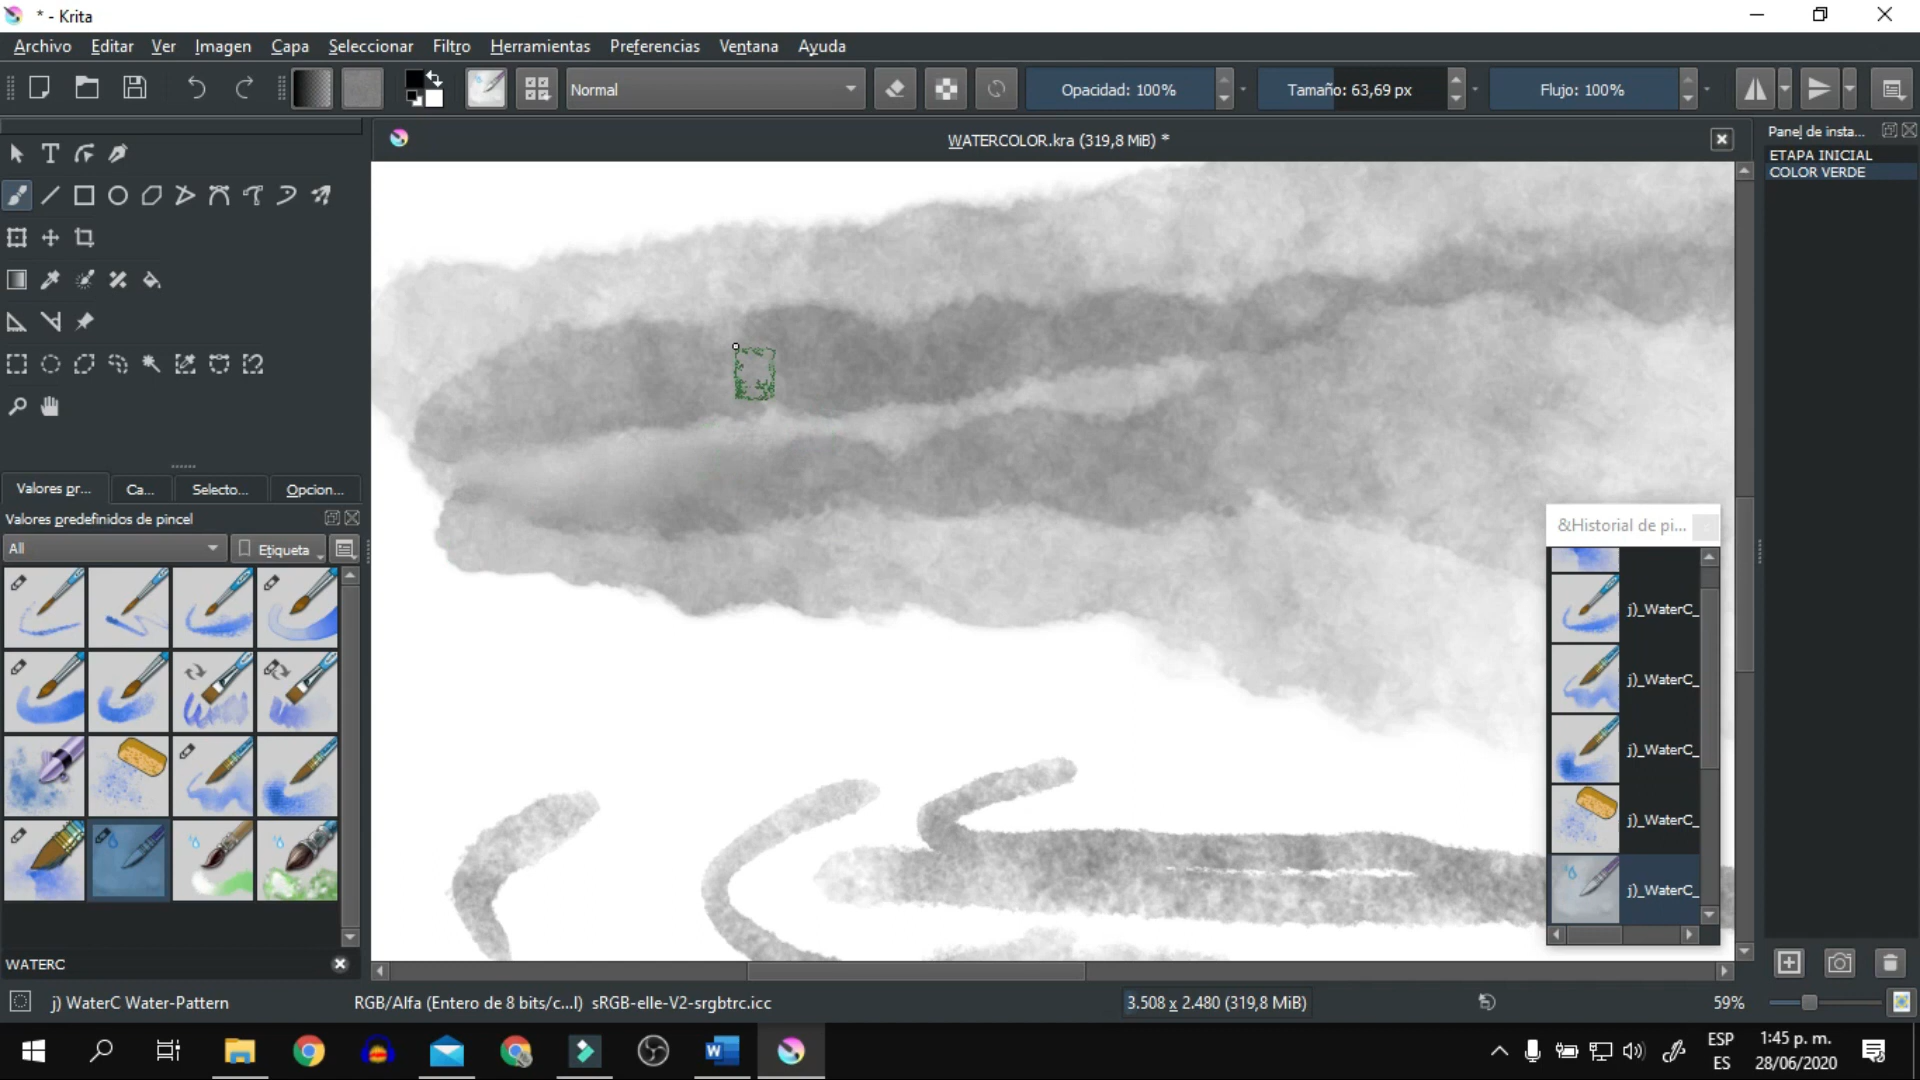 * - Krita
Archivo Editar Ver Imagen Capa Seleccionar Filtro Herramientas Preferencias Ventana Ayuda
Normal
Opacidad: 100%
Tamaño: 63,69 px
Flujo: 100%
WATERCOLOR.kra (319,8 MiB) *
Panel de insta...
ETAPA INICIAL
COLOR VERDE
Valores pr... Ca... Selecto... Opcion...
Valores predefinidos de pincel
All
Etiqueta
&Historial de pi...
j)_WaterC_
j)_WaterC_
j)_WaterC_
j)_WaterC_
j)_WaterC_
WATERC
j) WaterC Water-Pattern
RGB/Alfa (Entero de 8 bits/c...l) sRGB-elle-V2-srgbtrc.icc
3.508 x 2.480 (319,8 MiB)
59%
ESP
ES
1:45 p. m.
28/06/2020